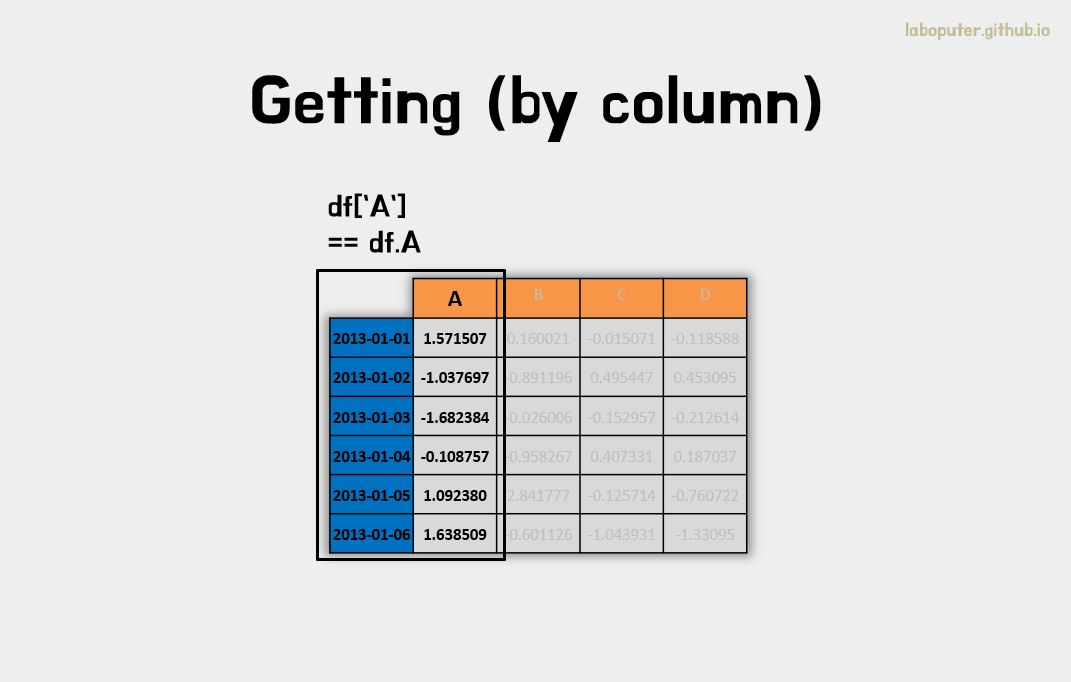 laboputer.github.io
Getting (by column)
df[`A`]
== df.A
A B C D
2013-01-01 1.571507 0.160021 -0.015071 -0.118588
2013-01-02 -1.037697 -0.891196 0.495447 0.453095
2013-01-03 -1.682384 -0.026006 -0.152957 -0.212614
2013-01-04 -0.108757 -0.958267 0.407331 0.187037
2013-01-05 1.092380 2.841777 -0.125714 -0.760722
2013-01-06 1.638509 -0.601126 -1.043931 -1.33095